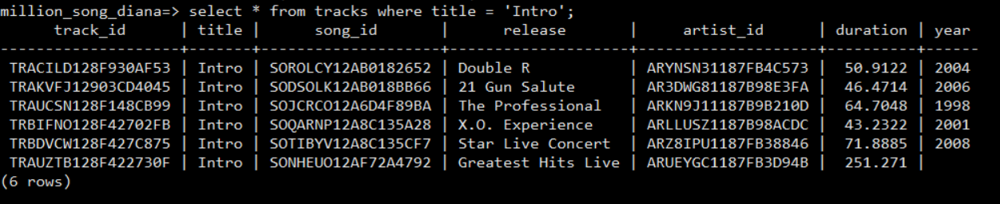 million_song_diana=> select * from tracks where title = 'Intro';
track_id | title | song_id | release | artist_id | duration | year
--------------------+-------+--------------------+--------------------+--------------------+----------+------
TRACILD128F930AF53 | Intro | SOROLCY12AB0182652 | Double R | ARYNSN31187FB4C573 | 50.9122 | 2004
TRAKVFJ12903CD4045 | Intro | SODSOLK12AB018BB66 | 21 Gun Salute | AR3DWG81187B98E3FA | 46.4714 | 2006
TRAUCSN128F148CB99 | Intro | SOJCRCO12A6D4F89BA | The Professional | ARKN9J11187B9B210D | 64.7048 | 1998
TRBIFNO128F42702FB | Intro | SOQARNP12A8C135A28 | X.O. Experience | ARLLUSZ1187B98ACDC | 43.2322 | 2001
TRBDVCW128F427C875 | Intro | SOTIBYV12A8C135CF7 | Star Live Concert | ARZ8IPU1187FB38846 | 71.8885 | 2008
TRAUZTB128F422730F | Intro | SONHEUO12AF72A4792 | Greatest Hits Live | ARUEYGC1187FB3D94B | 251.271 |
(6 rows)